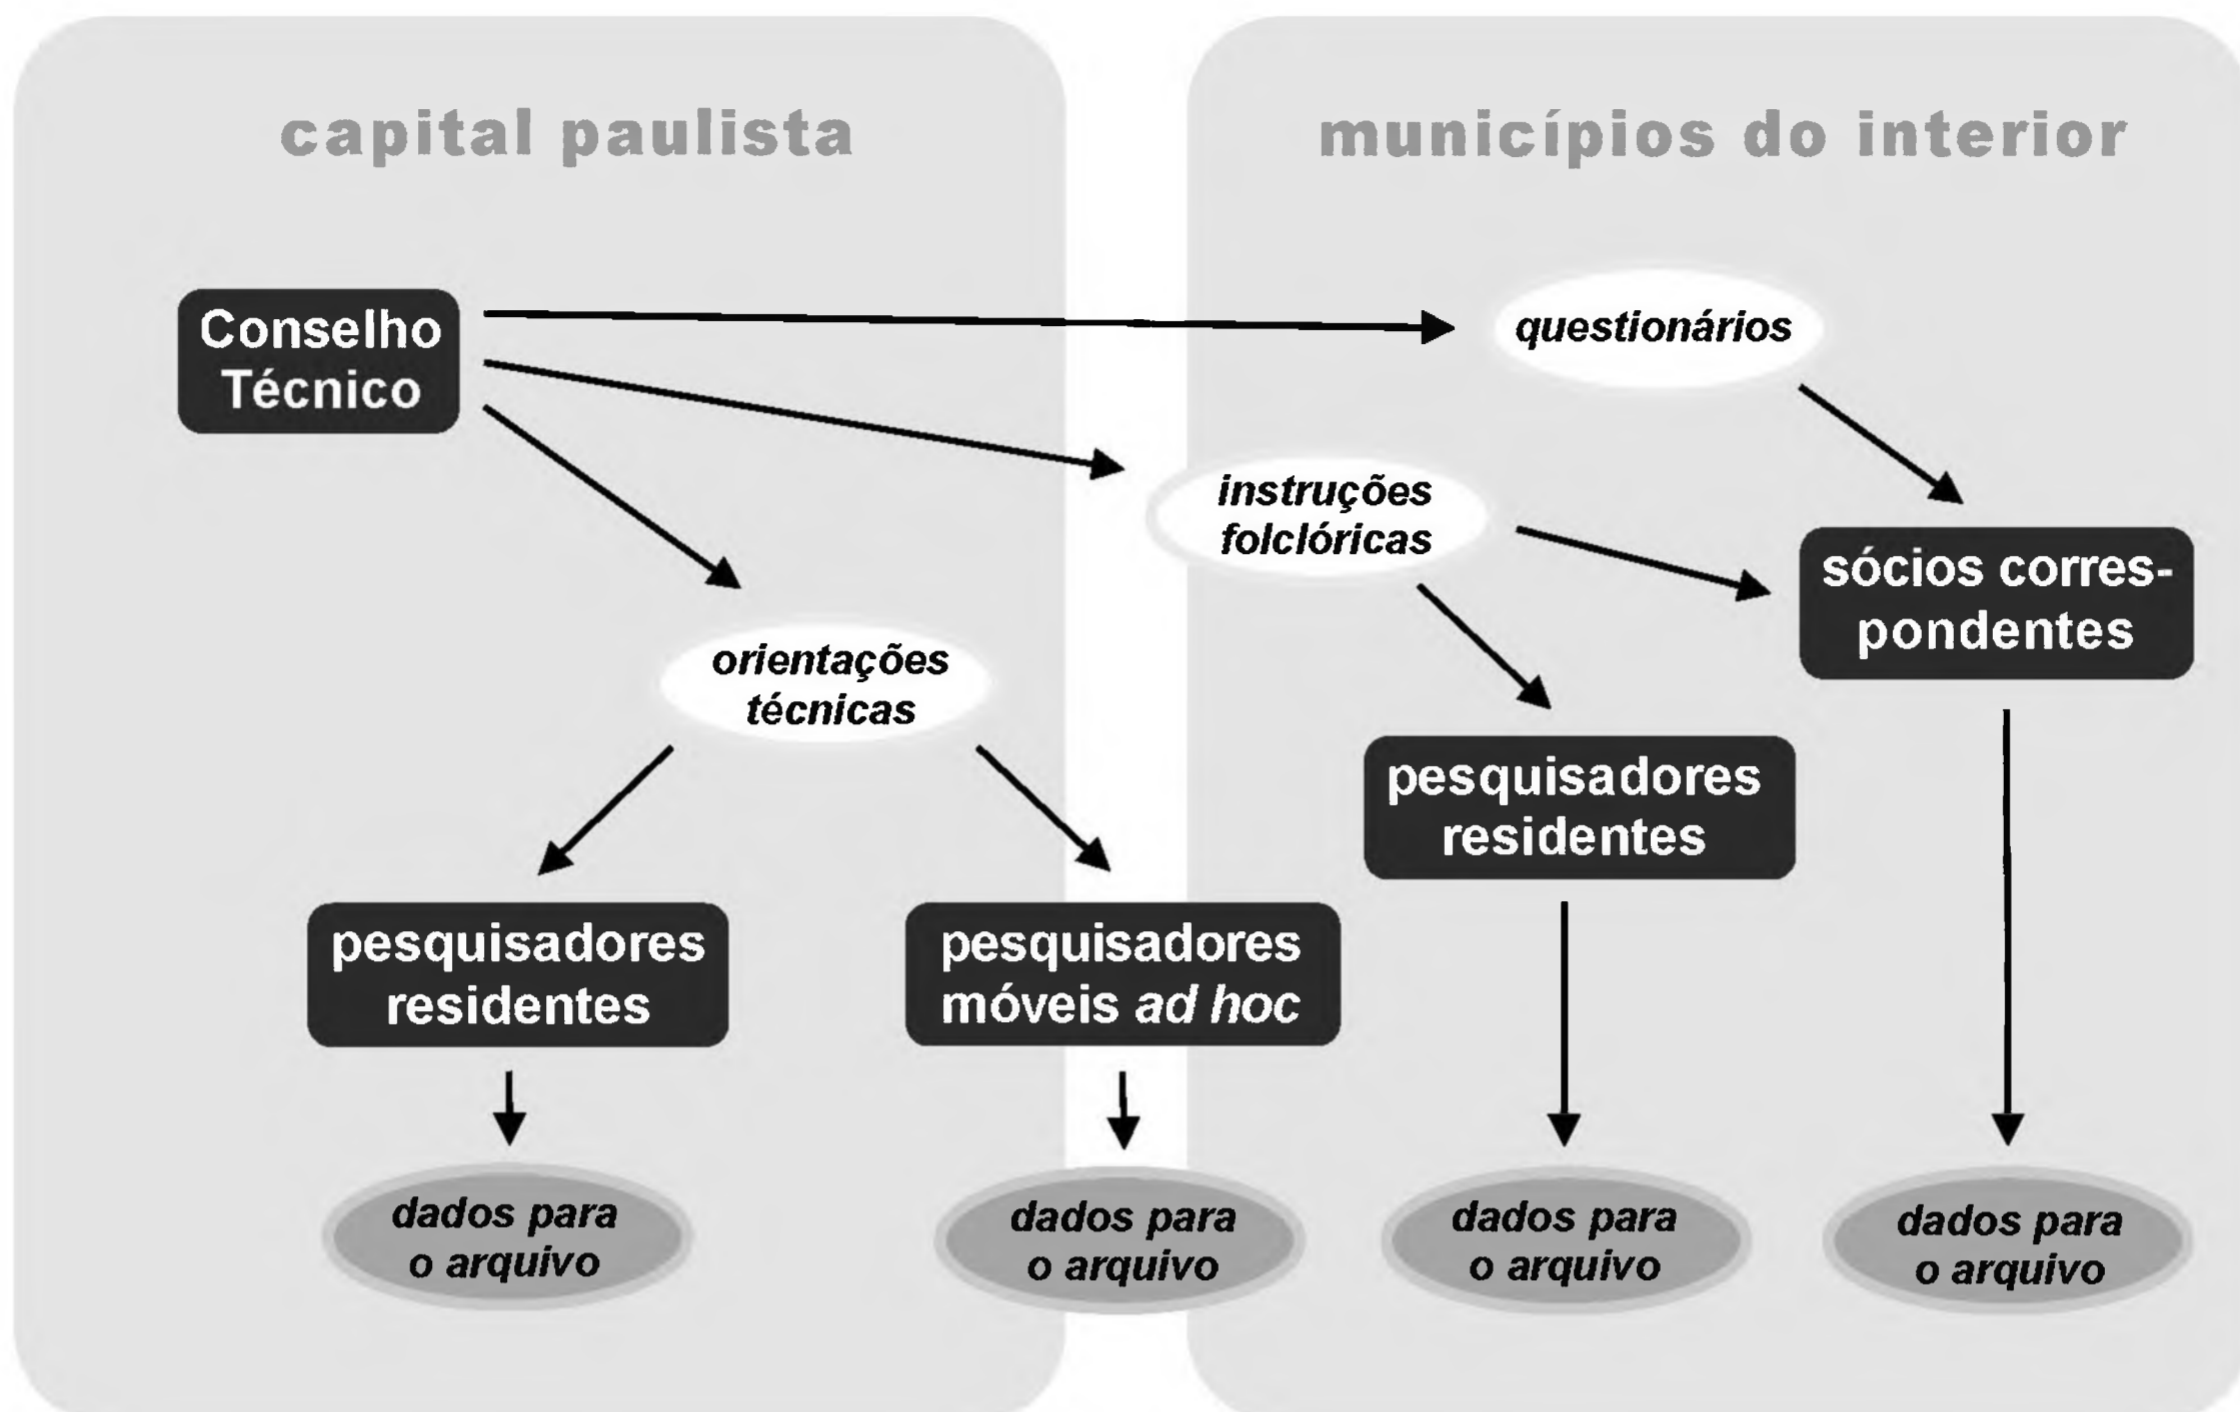 capital paulista
municípios do interior
Conselho
Técnico
questionários
instruções
folclóricas
sócios corres-
pondentes
orientações
técnicas
pesquisadores
residentes
pesquisadores
residentes
pesquisadores
móveis ad hoc
dados para
o arquivo
dados para
o arquivo
dados para
o arquivo
dados para
o arquivo